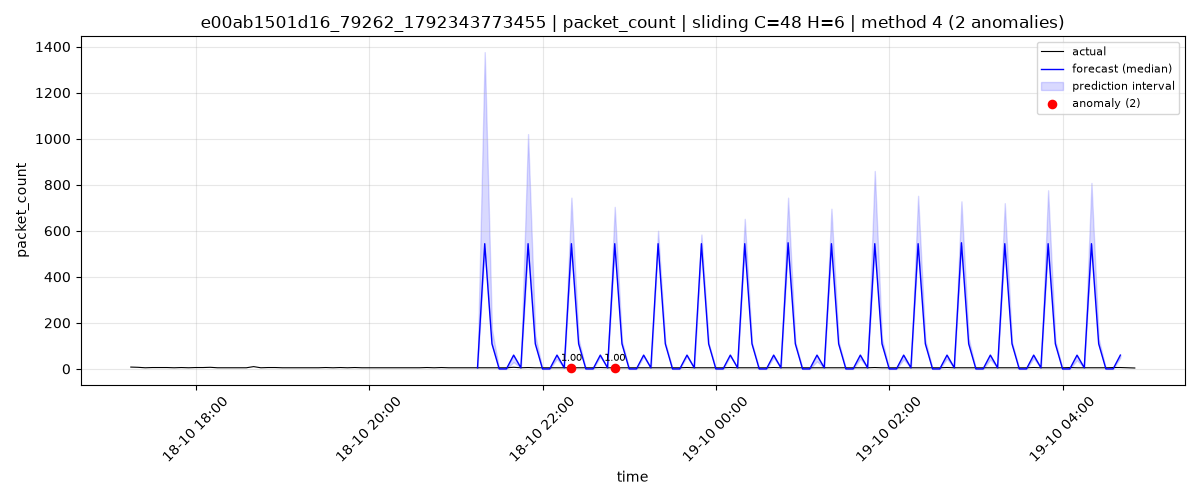 e00ab1501d16_79262_1792343773455 | packet_count | sliding C=48 H=6 | method 4 (2 anomalies)
packet_count
1400
1200
1000
800
600
400
200
0
actual
forecast (median)
prediction interval
anomaly (2)
1.00
1.00
18-10 18:00
18-10 20:00
18-10 22:00
19-10 00:00
19-10 02:00
19-10 04:00
time